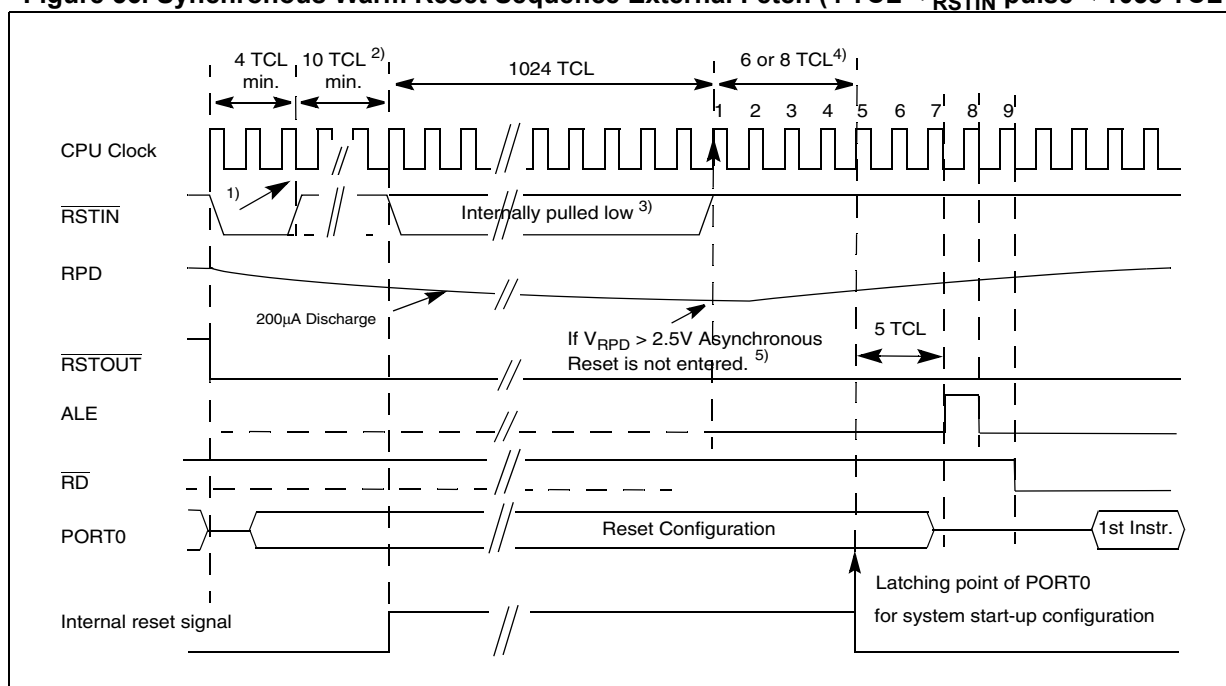 4 TCL min.
10 TCL 2) min.
1024 TCL
6 or 8 TCL4)
1 2 3 4 5 6 7 8 9
CPU Clock
1)
RSTIN
Internally pulled low 3)
RPD
200µA Discharge
If VRPD > 2.5V Asynchronous
Reset is not entered. 5)
5 TCL
RSTOUT
ALE
RD
PORT0
Reset Configuration
1st Instr.
Latching point of PORT0
for system start-up configuration
Internal reset signal